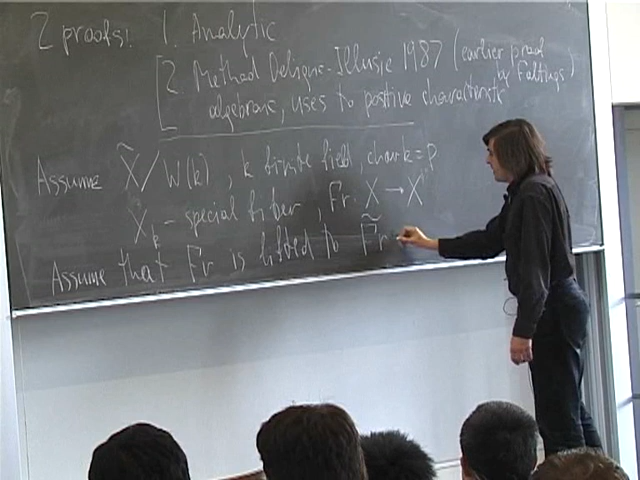 2 proofs! 1. Analytic
[2 Method Deligne-Illusie 1987 (earlier proof by Faltings)
algebraic, uses to positive characteristic
Assume X̃/W(k), k finite field, char k = p
X_k - special fiber, Fr: X → X
Assume that Fr is lifted to F̃r